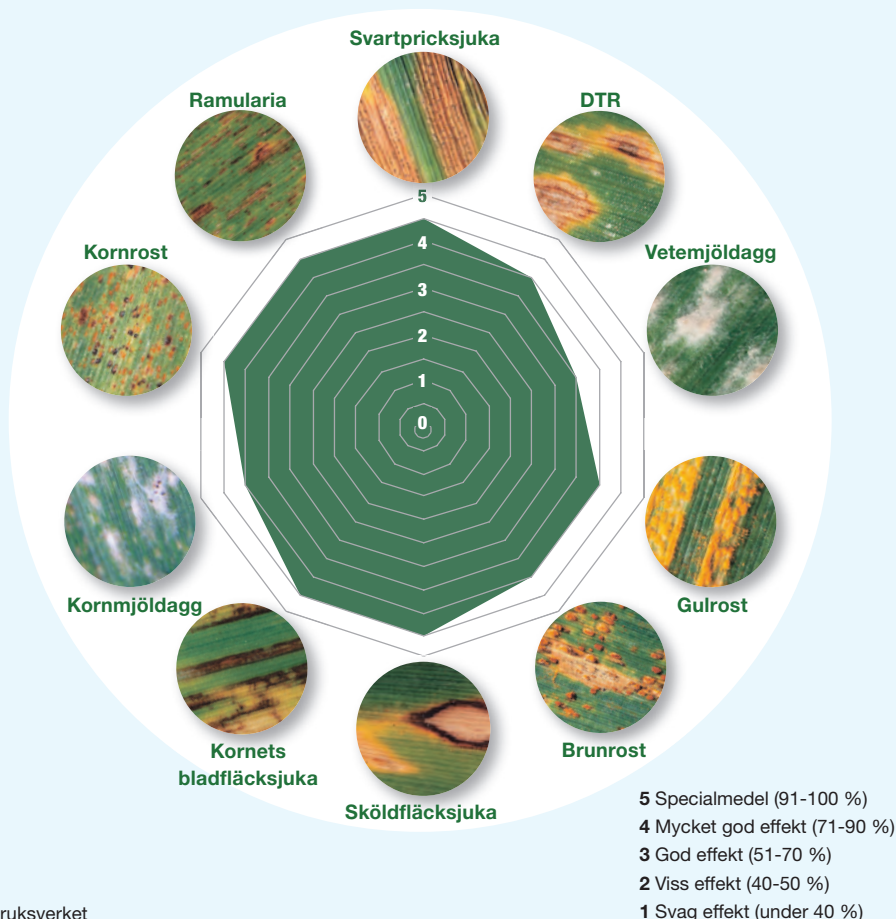 Svartpricksjuka
Ramularia
DTR
Kornrost
Vetemjöldagg
5
4
3
2
1
0
Kornmjöldagg
Gulrost
Kornets
bladfläcksjuka
Brunrost
Sköldfläcksjuka
5 Specialmedel (91-100 %)
4 Mycket god effekt (71-90 %)
3 God effekt (51-70 %)
2 Viss effekt (40-50 %)
1 Svag effekt (under 40 %)
ruksverket